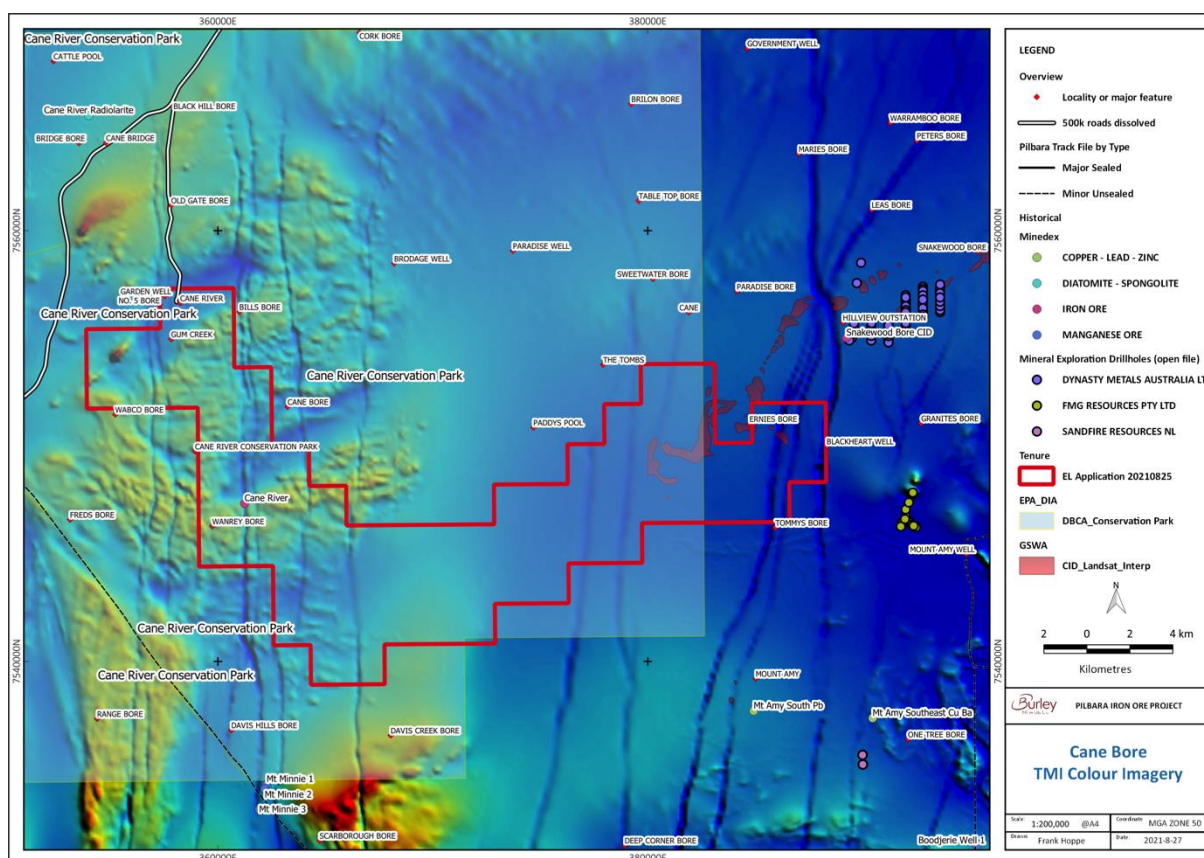 360000E
380000E
Cane River Conservation Park
CORK BORE
GOVERNMENT WELL
CATTLE POOL
BRILON BORE
BLACK HILL BORE
Cane River Radiolarite
WARRAMBOO BORE
BRIDGE BORE
CANE BRIDGE
PETERS BORE
MARIES BORE
OLD GATE BORE
TABLE TOP BORE
LEAS BORE
7560000N
7560000N
PARADISE WELL
SNAKEWOOD BORE
BRODAGE WELL
SWEETWATER BORE
GARDEN WELL
PARADISE BORE
NO. 5 BORE
CANE RIVER
Cane River Conservation Park
BILLS BORE
CANE
HILLVIEW OUTSTATION
Snakewood Bore CID
GUM CREEK
THE TOMBS
Cane River Conservation Park
CANE BORE
WABCO BORE
ERNIES BORE
GRANITES BORE
PADDYS POOL
CANE RIVER CONSERVATION PARK
BLACKHEART WELL
Cane River
FREDS BORE
WANREY BORE
TOMMYS BORE
MOUNT AMY WELL
Cane River Conservation Park
7540000N
7540000N
Cane River Conservation Park
MOUNT AMY
RANGE BORE
Mt Amy South Pb
Mt Amy Southeast Cu Ba
DAVIS HILLS BORE
DAVIS CREEK BORE
ONE TREE BORE
Mt Minnie 1
Mt Minnie 2
Mt Minnie 3
SCARBOROUGH BORE
DEEP CORNER BORE
Boodjerie Well-1
360000E
380000E
LEGEND
Overview
Locality or major feature
500k roads dissolved
Pilbara Track File by Type
Major Sealed
Minor Unsealed
Historical
Minedex
COPPER - LEAD - ZINC
DIATOMITE - SPONGOLITE
IRON ORE
MANGANESE ORE
Mineral Exploration Drillholes (open file)
DYNASTY METALS AUSTRALIA LT
FMG RESOURCES PTY LTD
SANDFIRE RESOURCES NL
Tenure
EL Application 20210825
EPA_DIA
DBCA_Conservation Park
GSWA
CID_Landsat_Interp
N
2 0 2 4 km
Kilometres
Burley
MINERALS
PILBARA IRON ORE PROJECT
Cane Bore
TMI Colour Imagery
Scale: 1:200,000 @A4
Coordinate: MGA ZONE 50
Drawn: Frank Hoppe
Date: 2021-8-27